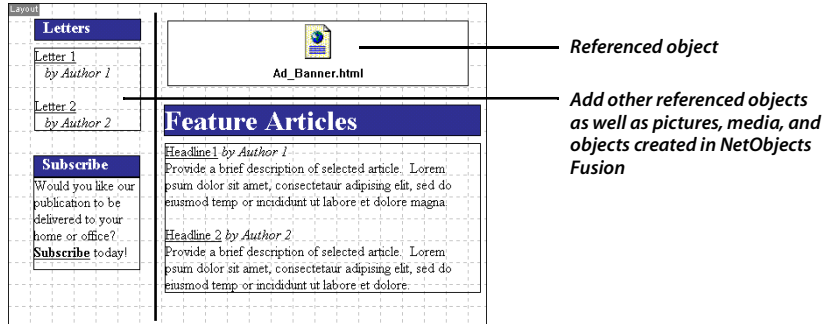 Layout
Letters
Letter 1
by Author 1
Letter 2
by Author 2
Subscribe
Would you like our
publication to be
delivered to your
home or office?
Subscribe today!
Ad_Banner.html
Feature Articles
Headline1 by Author 1
Provide a brief description of selected article. Lorem
psum dolor sit amet, consectetaur adipising elit, sed do
eiusmod temp or incididunt ut labore et dolore magna.
Headline 2 by Author 2
Provide a brief description of selected article. Lorem
psum dolor sit amet, consectetaur adipising elit, sed do
eiusmod temp or incididunt ut labore et dolore.
Referenced object
Add other referenced objects
as well as pictures, media, and
objects created in NetObjects
Fusion